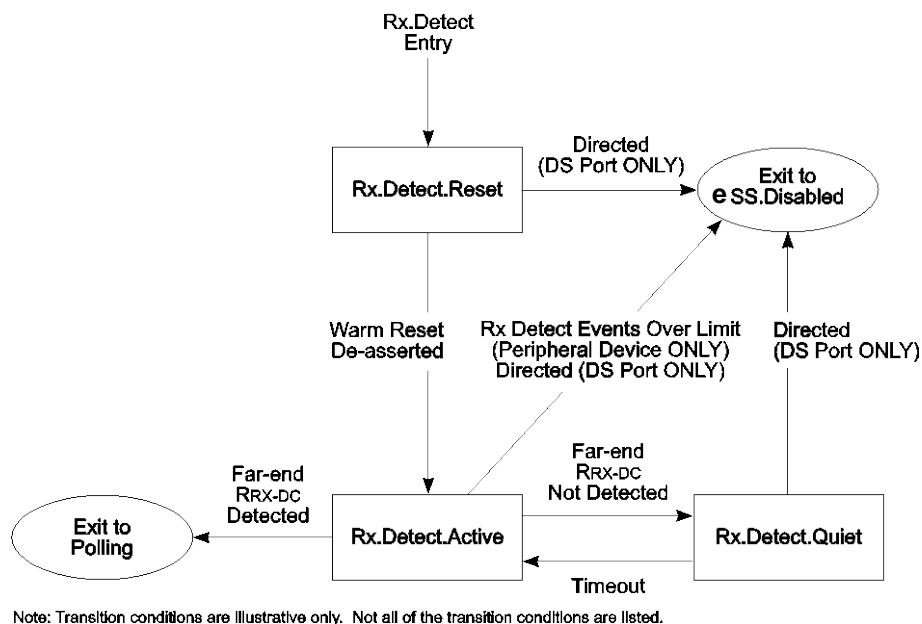 Rx.Detect
Entry
Rx.Detect.Reset
Directed
(DS Port ONLY)
Exit to
e SS.Disabled
Warm Reset
De-asserted
Rx Detect Events Over Limit
(Peripheral Device ONLY)
Directed (DS Port ONLY)
Directed
(DS Port ONLY)
Far-end
RRX-DC
Detected
Far-end
RRX-DC
Not Detected
Exit to
Polling
Rx.Detect.Active
Rx.Detect.Quiet
Timeout
Note: Transition conditions are illustrative only. Not all of the transition conditions are listed.